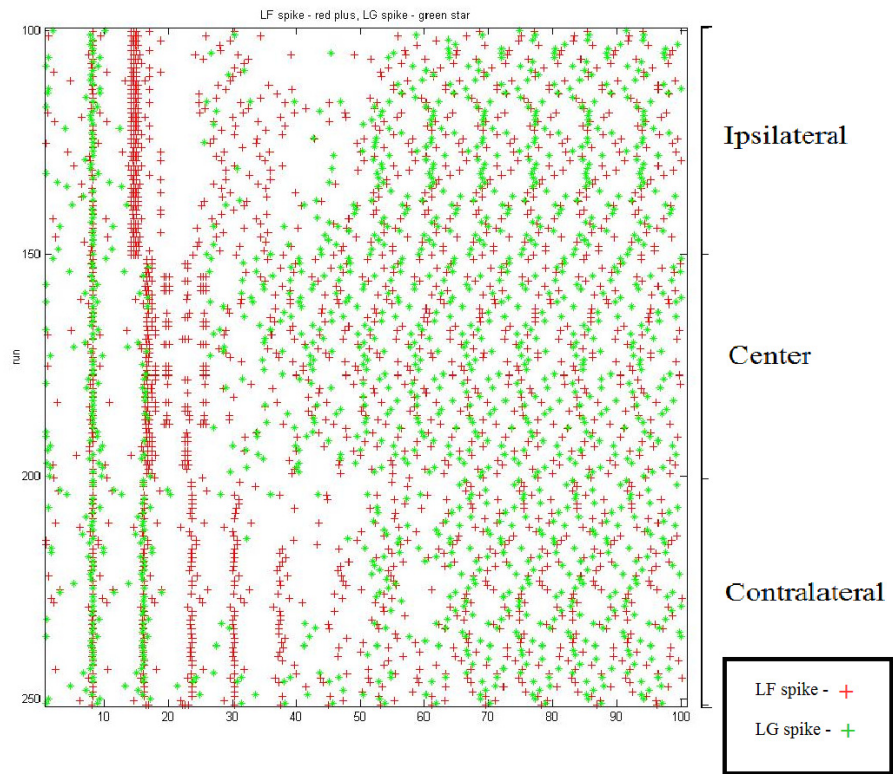 LF spike - red plus, LG spike - green star
100
150
200
250
run
10 20 30 40 50 60 70 80 90 100
Ipsilateral
Center
Contralateral
LF spike -
LG spike -